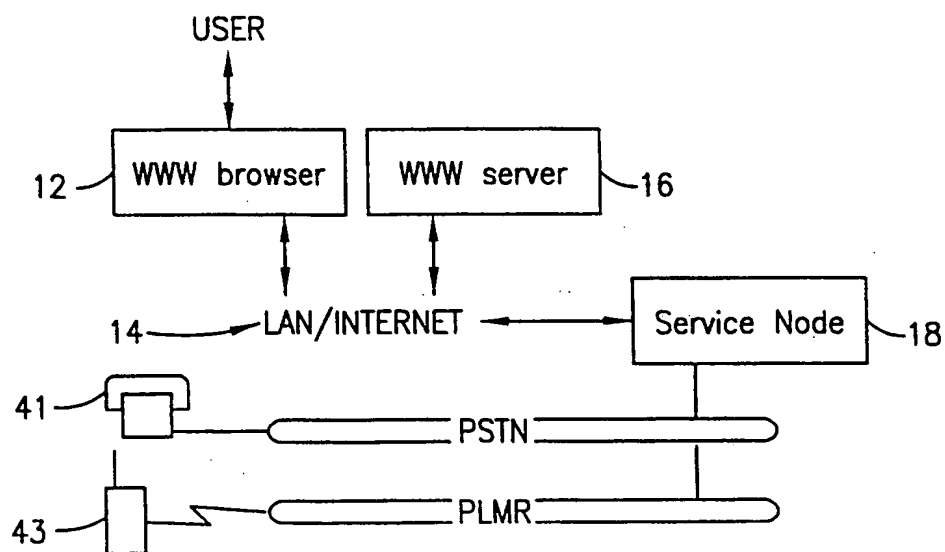 USER
12
WWW browser
WWW server
16
14
LAN/INTERNET
Service Node
18
41
PSTN
43
PLMR